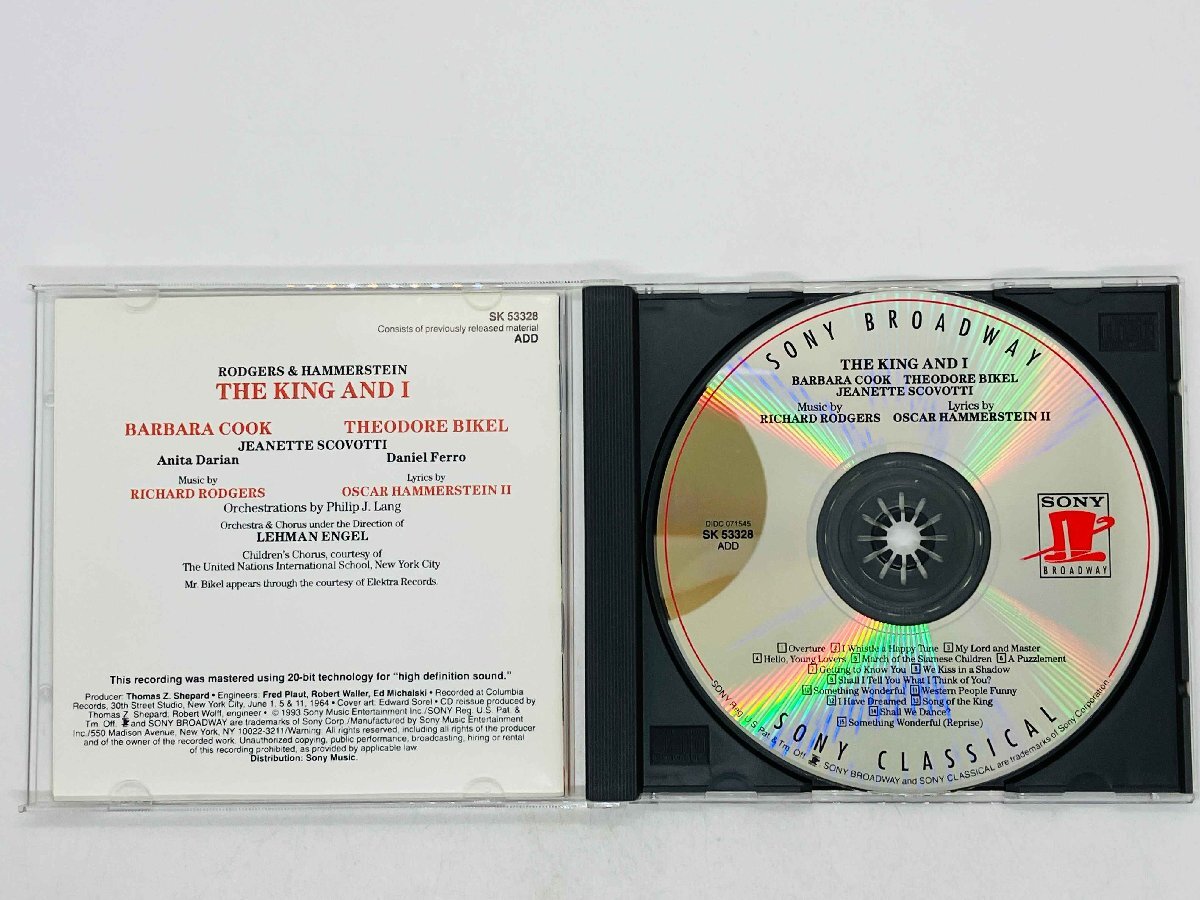 SK 53328
Consists of previously released material
ADD
RODGERS & HAMMERSTEIN
THE KING AND I
BARBARA COOK THEODORE BIKEL
JEANETTE SCOVOTTI
Anita Darian Daniel Ferro
Music by Lyrics by
RICHARD RODGERS OSCAR HAMMERSTEIN II
Orchestrations by Philip J. Lang
Orchestra & Chorus under the Direction of
LEHMAN ENGEL
Children's Chorus, courtesy of
The United Nations International School, New York City
Mr. Bikel appears through the courtesy of Elektra Records.
This recording was mastered using 20-bit technology for "high definition sound."
Producer: Thomas Z. Shepard • Engineers: Fred Plaut, Robert Waller, Ed Michalski • Recorded at Columbia
Records, 30th Street Studio, New York City, June 1, 5 & 11, 1964 • Cover art: Edward Sorel • CD reissue produced by
Thomas Z. Shepard; Robert Wolff, engineer • © 1993 Sony Music Entertainment Inc./SONY Reg. U.S. Pat. &
Tm. Off. and SONY BROADWAY are trademarks of Sony Corp./Manufactured by Sony Music Entertainment
Inc./550 Madison Avenue, New York, NY 10022-3211/Warning: All rights reserved, including all rights of the producer
and of the owner of the recorded work. Unauthorized copying, public performance, broadcasting, hiring or rental
of this recording prohibited, as provided by applicable law.
Distribution: Sony Music.
SONY BROADWAY
THE KING AND I
BARBARA COOK THEODORE BIKEL
JEANETTE SCOVOTTI
Music by Lyrics by
RICHARD RODGERS OSCAR HAMMERSTEIN II
DIDC 071545
SK 53328
ADD
SONY
BROADWAY
1 Overture 2 I Whistle a Happy Tune 3 My Lord and Master
4 Hello, Young Lovers 5 March of the Siamese Children 6 A Puzzlement
7 Getting to Know You 8 We Kiss in a Shadow
9 Shall I Tell You What I Think of You?
10 Something Wonderful 11 Western People Funny
12 I Have Dreamed 13 Song of the King
14 Shall We Dance?
15 Something Wonderful (Reprise)
SONY CLASSICAL
SONY Reg. U.S. Pat. & Tm. Off. SONY BROADWAY and SONY CLASSICAL are trademarks of Sony Corporation